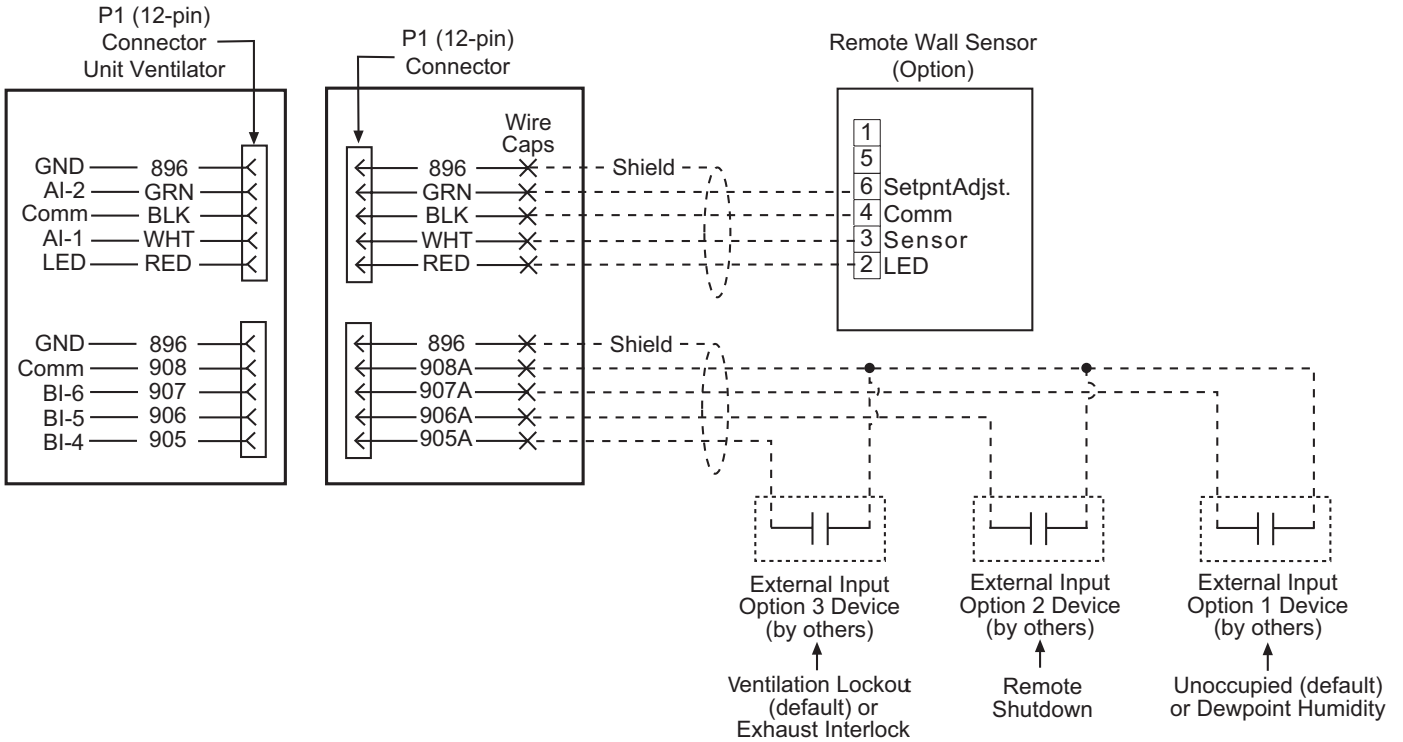 P1 (12-pin)
Connector
Unit Ventilator
GND 896
AI-2 GRN
Comm BLK
AI-1 WHT
LED RED
GND 896
Comm 908
BI-6 907
BI-5 906
BI-4 905
P1 (12-pin)
Connector
Wire
Caps
896 Shield
GRN
BLK
WHT
RED
896 Shield
908A
907A
906A
905A
Remote Wall Sensor
(Option)
1
5
6 SetpntAdjst.
4 Comm
3 Sensor
2 LED
External Input
Option 3 Device
(by others)
Ventilation Lockout
(default) or
Exhaust Interlock
External Input
Option 2 Device
(by others)
Remote
Shutdown
External Input
Option 1 Device
(by others)
Unoccupied (default)
or Dewpoint Humidity